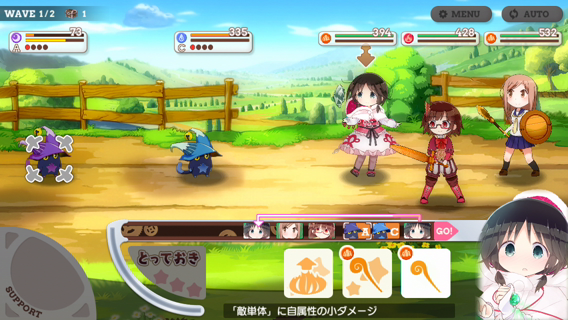 WAVE 1/2 1
MENU
AUTO
73
A
335
C
394
428
532
A C GO!
とっておき
SUPPORT
「敵単体」に自属性の小ダメージ